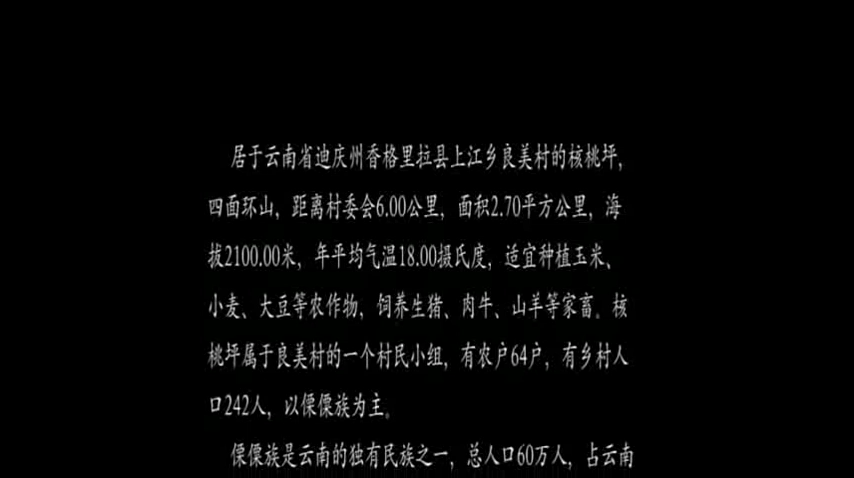 居于云南省迪庆州香格里拉县上江乡良美村的核桃坪，
四面环山，距离村委会6.00公里，面积2.70平方公里，海
拔2100.00米，年平均气温18.00摄氏度，适宜种植玉米、
小麦、大豆等农作物，饲养生猪、肉牛、山羊等家畜。核
桃坪属于良美村的一个村民小组，有农户64户，有乡村人
口242人，以傈僳族为主。
傈僳族是云南的独有民族之一，总人口60万人，占云南